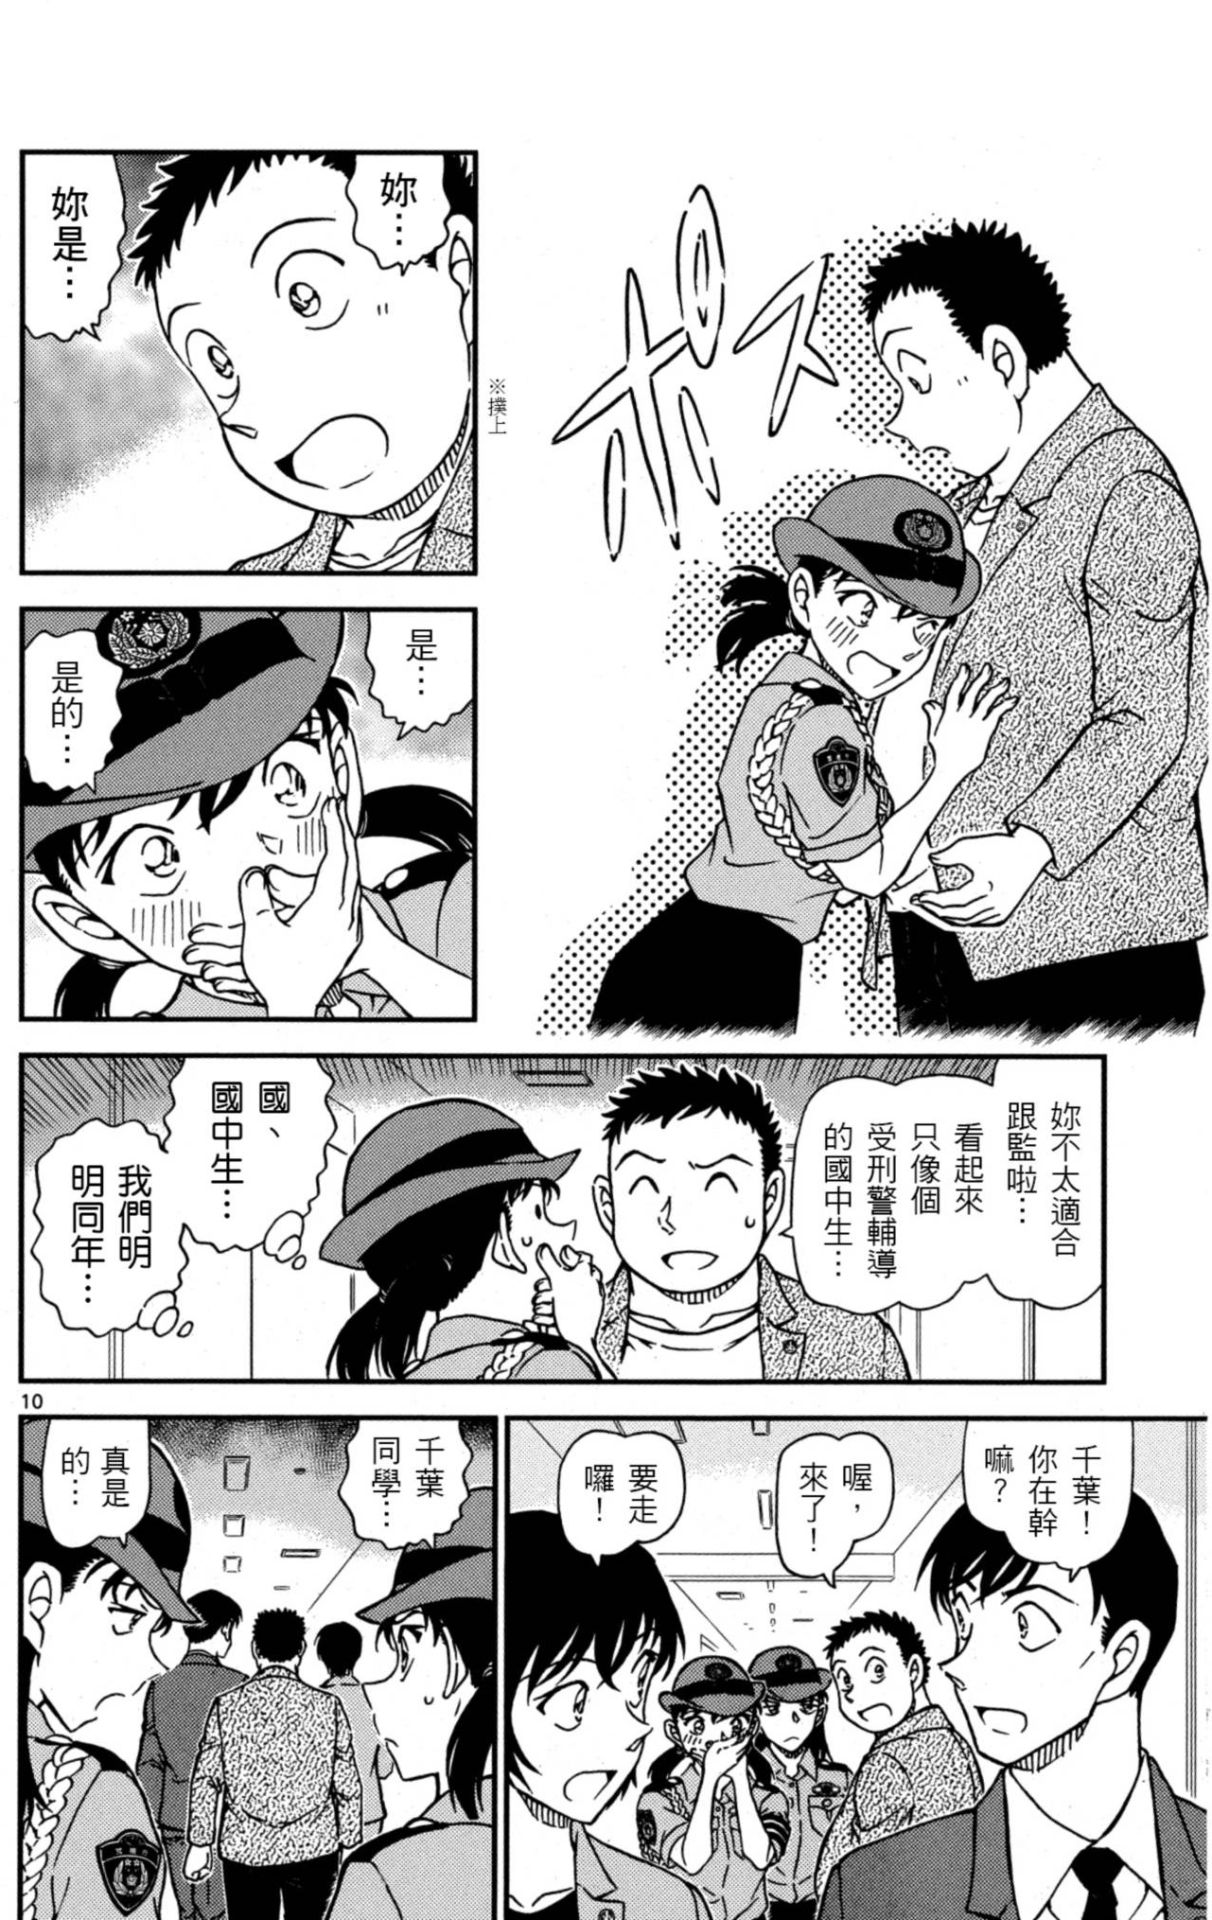 ボスッ
※撲上
妳…
妳是…
是…
是的…
妳不太適合
跟監啦…
看起來
只像個
受刑警輔導
的國中生…
國、
國中生…
我們明
明同年…
10
千葉！
你在幹
嘛？
喔，
來了！
要走
囉！
千葉
同學…
真是
的…